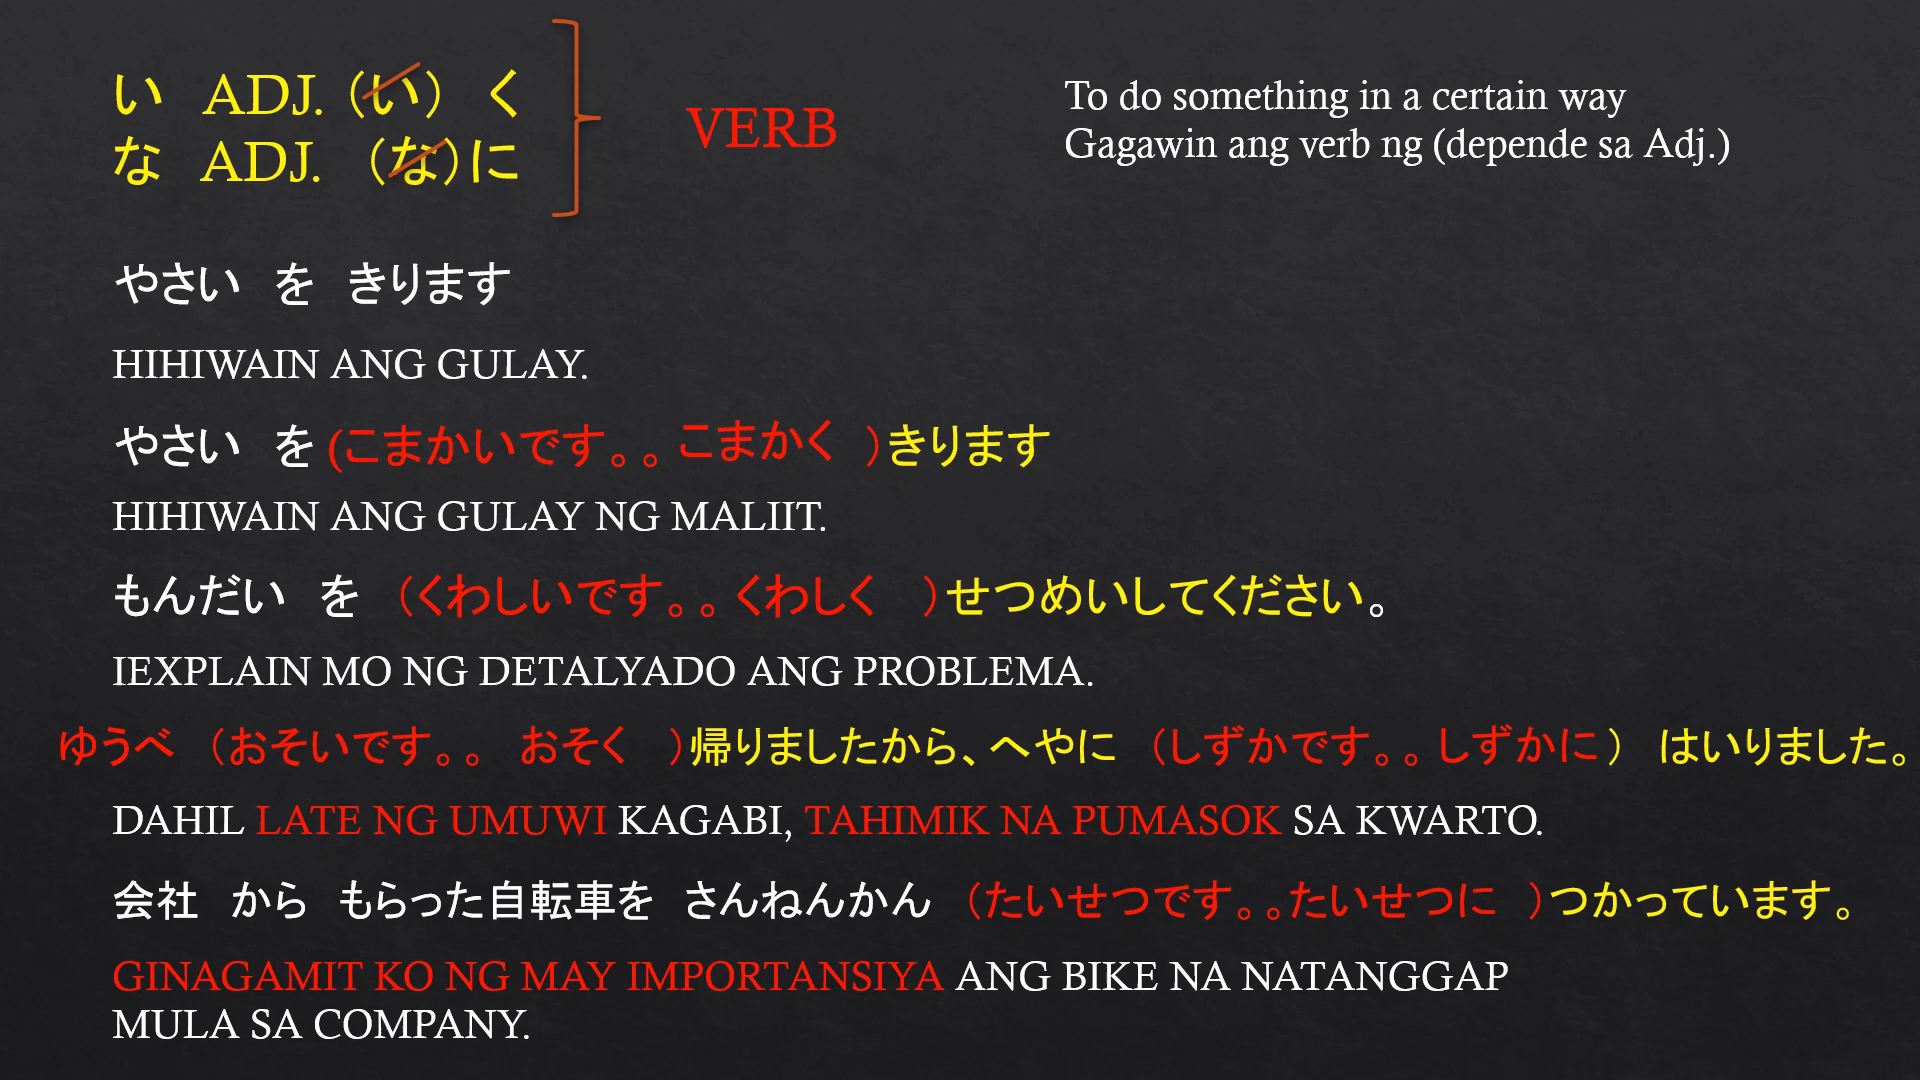 い　ADJ.（い）　く
な　ADJ.　（な）に
VERB
To do something in a certain way
Gagawin ang verb ng (depende sa Adj.)
やさい　を　きります
HIHIWAIN ANG GULAY.
やさい　を (こまかいです。。こまかく　）きります
HIHIWAIN ANG GULAY NG MALIIT.
もんだい　を　（くわしいです。。くわしく　）せつめいしてください。
IEXPLAIN MO NG DETALYADO ANG PROBLEMA.
ゆうべ　（おそいです。。　おそく　）帰りましたから、へやに　（しずかです。。しずかに）　はいりました。
DAHIL LATE NG UMUWI KAGABI, TAHIMIK NA PUMASOK SA KWARTO.
会社　から　もらった自転車を　さんねんかん　（たいせつです。。たいせつに　）つかっています。
GINAGAMIT KO NG MAY IMPORTANSIYA ANG BIKE NA NATANGGAP
MULA SA COMPANY.